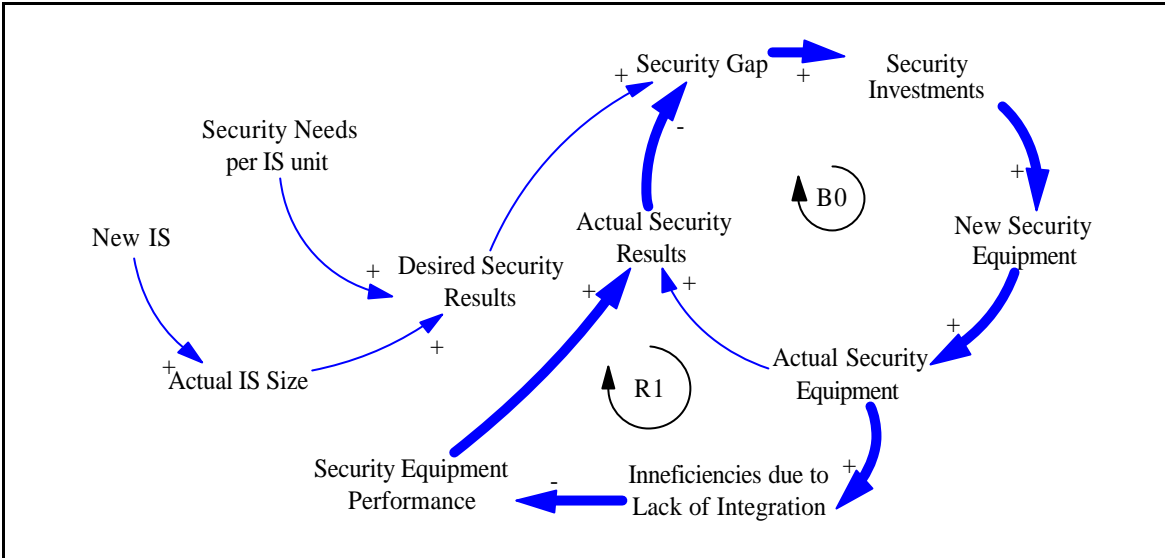 Security Gap
+
+
Security
Investments
-
Security Needs
per IS unit
+
B0
New IS
Actual Security
Results
New Security
Equipment
+
Desired Security
Results
+
+
+
+
+
Actual IS Size
R1
Actual Security
Equipment
Security Equipment
Performance
-
Inneficiencies due to
Lack of Integration
+